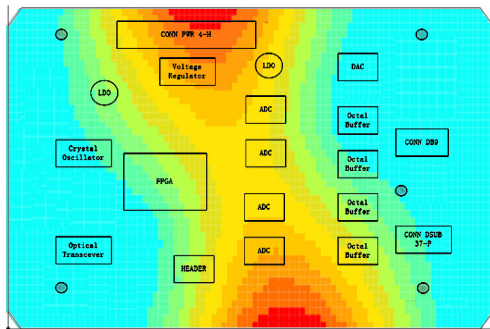 CONN PWR 4-H
Voltage
Regulator
LDO
DAC
LDO
ADC
Octal
Buffer
Crystal
Oscillator
ADC
CONN DB9
FPGA
Octal
Buffer
ADC
Octal
Buffer
Optical
Transcever
ADC
Octal
Buffer
CONN DSUB
37-P
HEADER